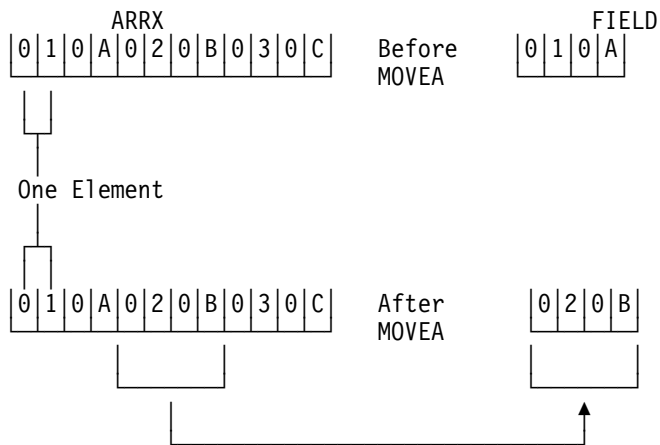 ARRX FIELD
0 1 0 A 0 2 0 B 0 3 0 C Before 0 1 0 A
MOVEA
One Element
0 1 0 A 0 2 0 B 0 3 0 C After 0 2 0 B
MOVEA